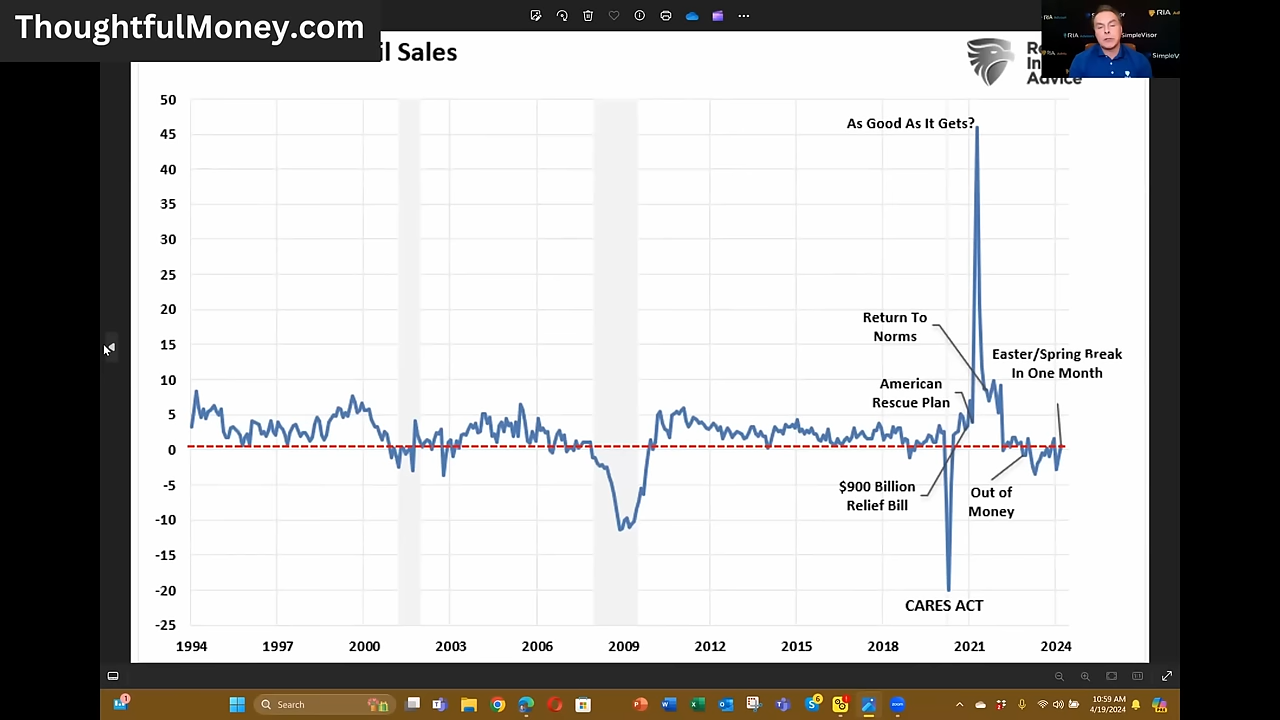 ThoughtfulMoney.com
il Sales
Advice
RIA
SimpleVisor
50
45
40
35
30
25
20
15
10
5
0
-5
-10
-15
-20
-25
As Good As It Gets?
Return To
Norms
Easter/Spring Break
In One Month
American
Rescue Plan
$900 Billion
Relief Bill
Out of
Money
CARES ACT
1994
1997
2000
2003
2006
2009
2012
2015
2018
2021
2024
Search
10:59 AM
4/19/2024